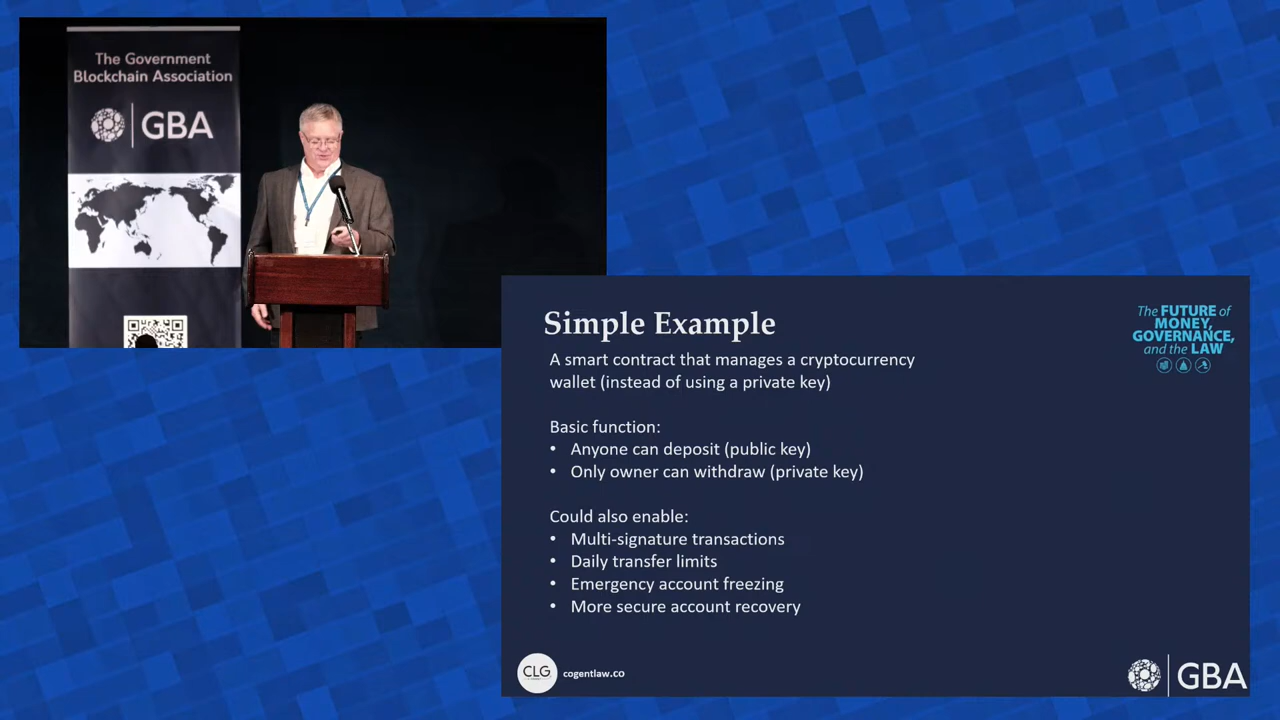 The Government
Blockchain Association
GBA
Simple Example
A smart contract that manages a cryptocurrency
wallet (instead of using a private key)
Basic function:
• Anyone can deposit (public key)
• Only owner can withdraw (private key)
Could also enable:
• Multi-signature transactions
• Daily transfer limits
• Emergency account freezing
• More secure account recovery
The FUTURE of
MONEY,
GOVERNANCE,
and the LAW
CLG
cogentlaw.co
GBA